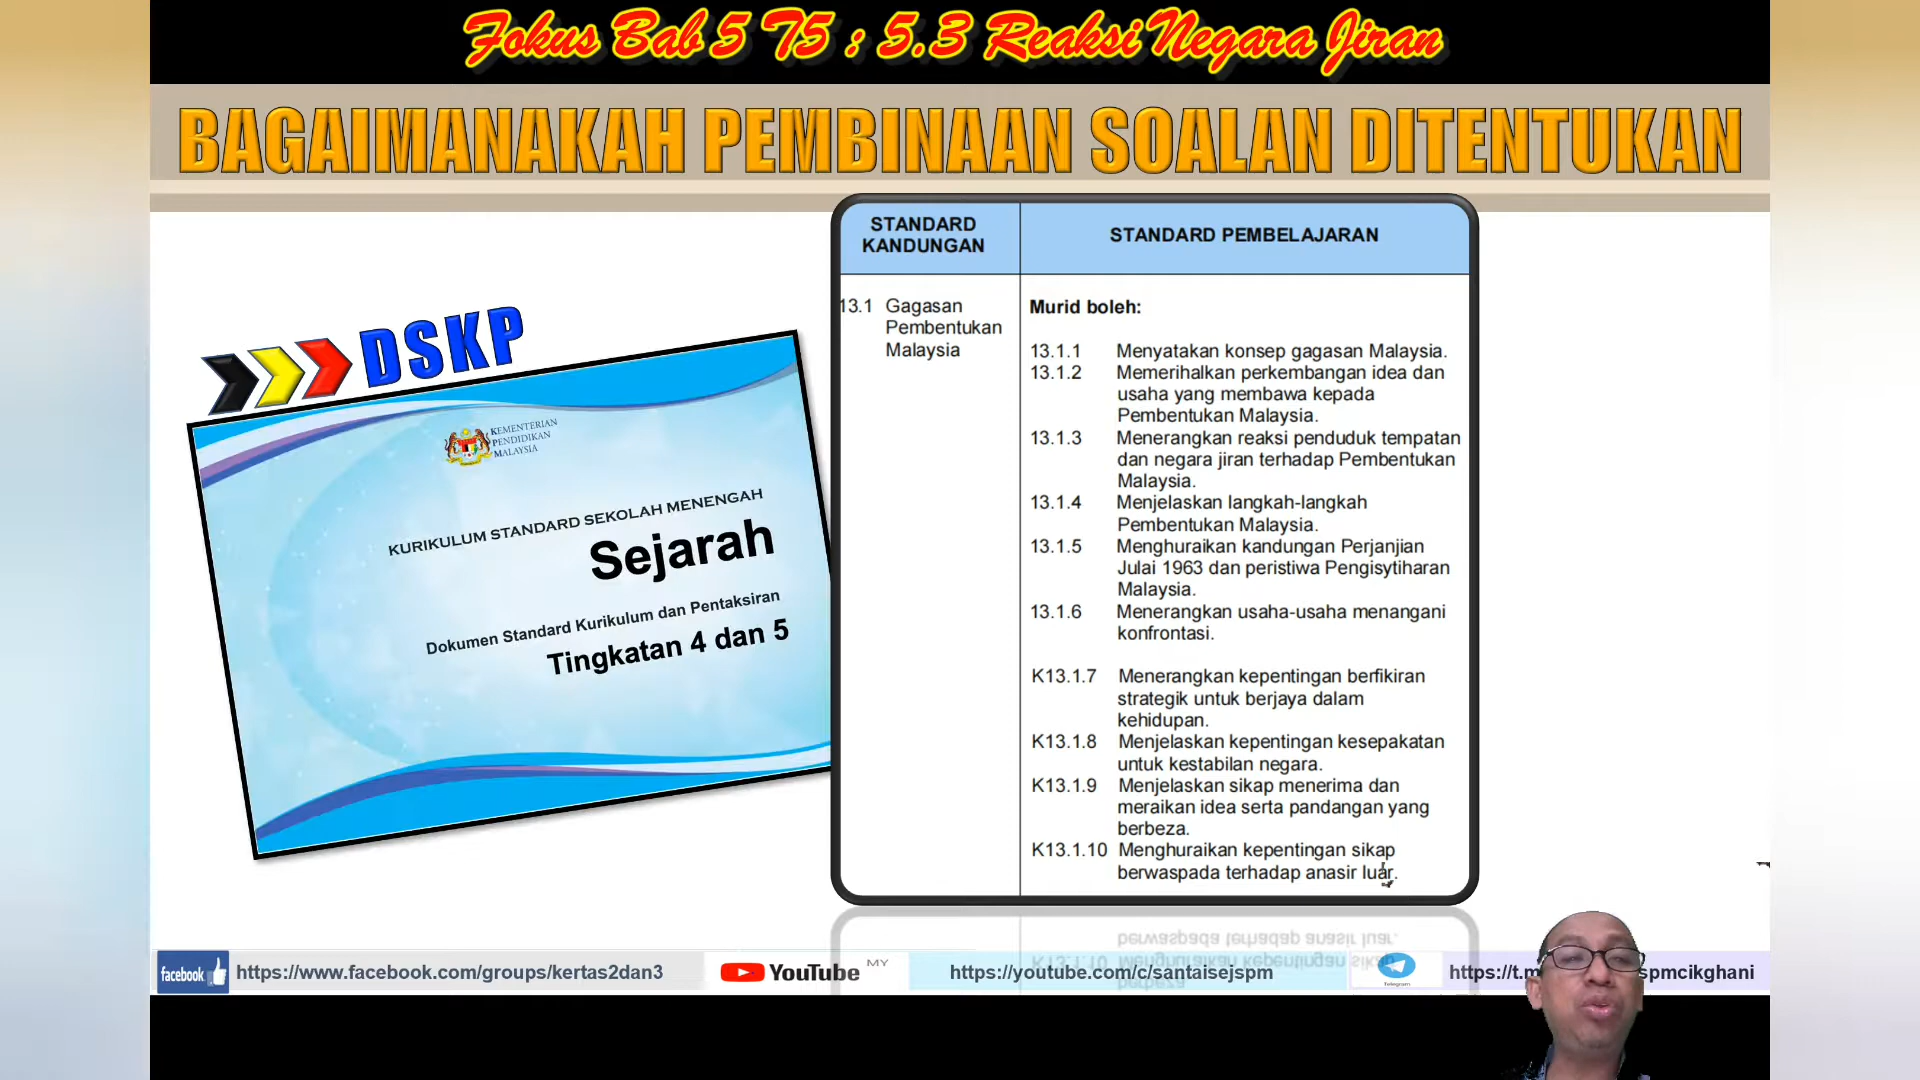 Fokus Bab 5 T5 : 5.3 Reaksi Negara Jiran
BAGAIMANAKAH PEMBINAAN SOALAN DITENTUKAN
DSKP
KEMENTERIAN
PENDIDIKAN
MALAYSIA
KURIKULUM STANDARD SEKOLAH MENENGAH
Sejarah
Dokumen Standard Kurikulum dan Pentaksiran
Tingkatan 4 dan 5
STANDARD
KANDUNGAN
STANDARD PEMBELAJARAN
13.1 Gagasan
Pembentukan
Malaysia
Murid boleh:
13.1.1 Menyatakan konsep gagasan Malaysia.
13.1.2 Memerihalkan perkembangan idea dan
usaha yang membawa kepada
Pembentukan Malaysia.
13.1.3 Menerangkan reaksi penduduk tempatan
dan negara jiran terhadap Pembentukan
Malaysia.
13.1.4 Menjelaskan langkah-langkah
Pembentukan Malaysia.
13.1.5 Menghuraikan kandungan Perjanjian
Julai 1963 dan peristiwa Pengisytiharan
Malaysia.
13.1.6 Menerangkan usaha-usaha menangani
konfrontasi.
K13.1.7 Menerangkan kepentingan berfikiran
strategik untuk berjaya dalam
kehidupan.
K13.1.8 Menjelaskan kepentingan kesepakatan
untuk kestabilan negara.
K13.1.9 Menjelaskan sikap menerima dan
meraikan idea serta pandangan yang
berbeza.
K13.1.10 Menghuraikan kepentingan sikap
berwaspada terhadap anasir luar.
facebook https://www.facebook.com/groups/kertas2dan3
YouTube MY
https://youtube.com/c/santaisejspm
Telegram
https://t.m spmcikghani